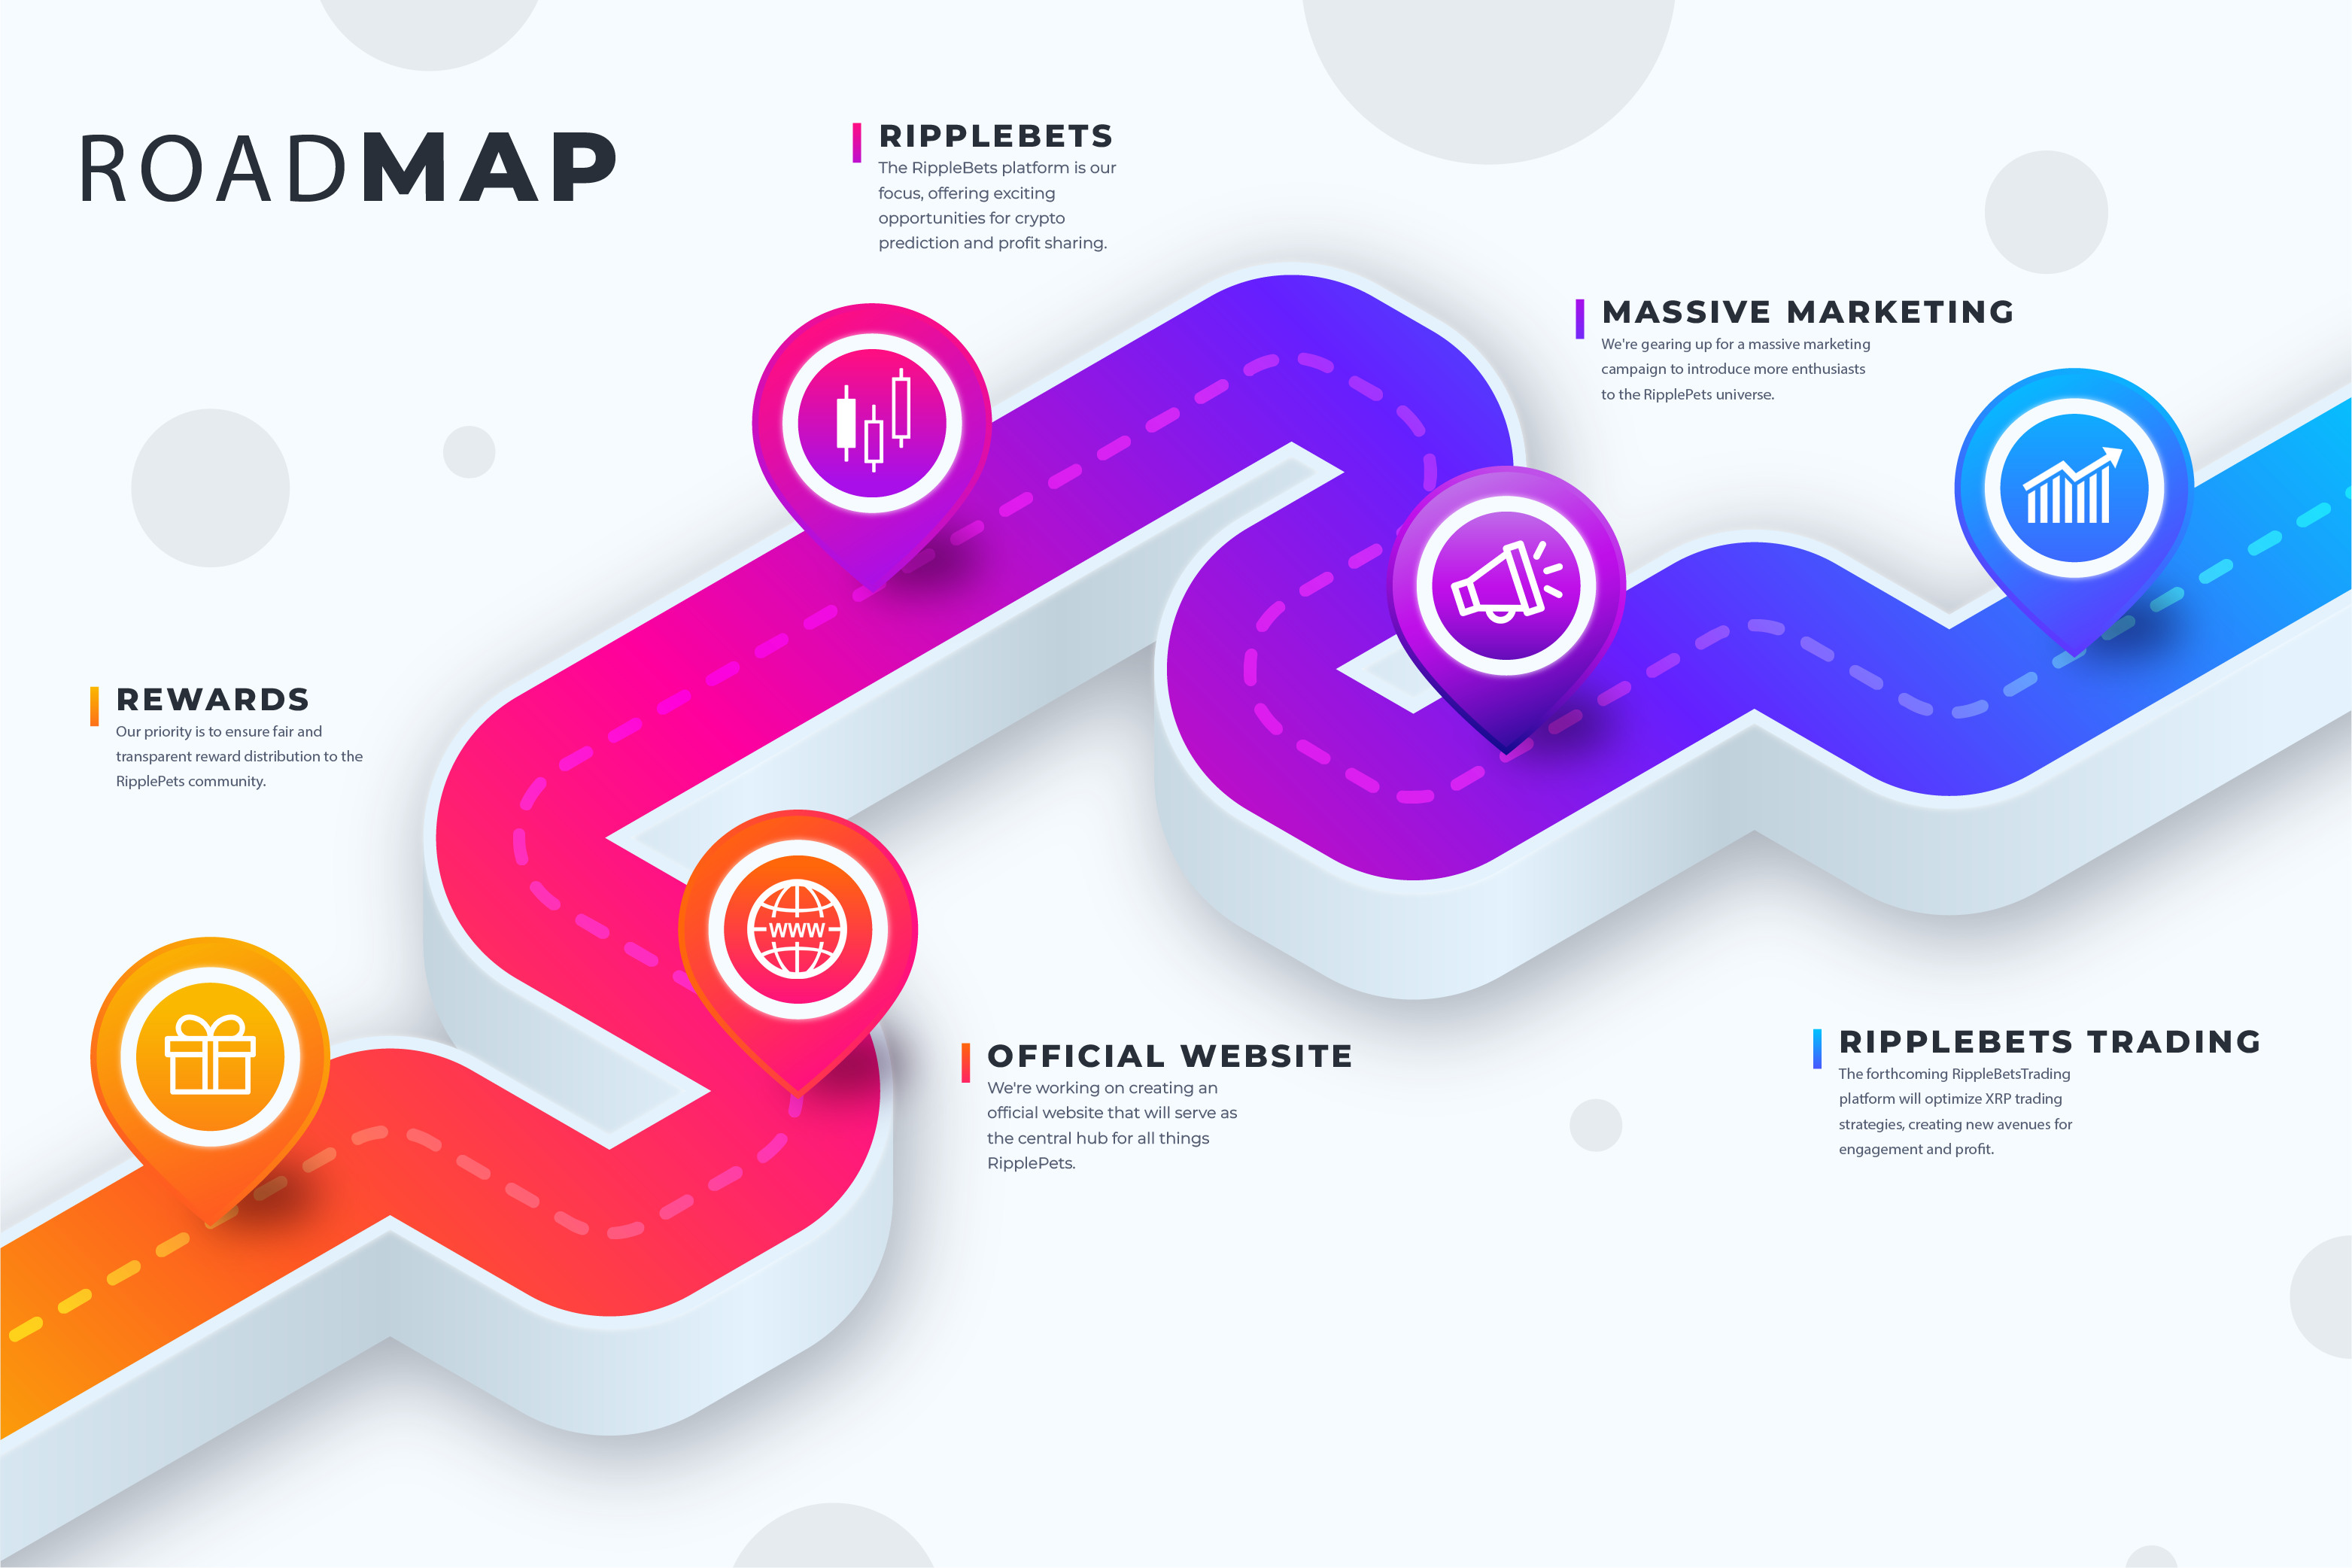 ROADMAP
RIPPLEBETS
The RippleBets platform is our
focus, offering exciting
opportunities for crypto
prediction and profit sharing.
MASSIVE MARKETING
We're gearing up for a massive marketing
campaign to introduce more enthusiasts
to the RipplePets universe.
REWARDS
Our priority is to ensure fair and
transparent reward distribution to the
RipplePets community.
WWW
OFFICIAL WEBSITE
We're working on creating an
official website that will serve as
the central hub for all things
RipplePets.
RIPPLEBETS TRADING
The forthcoming RippleBetsTrading
platform will optimize XRP trading
strategies, creating new avenues for
engagement and profit.